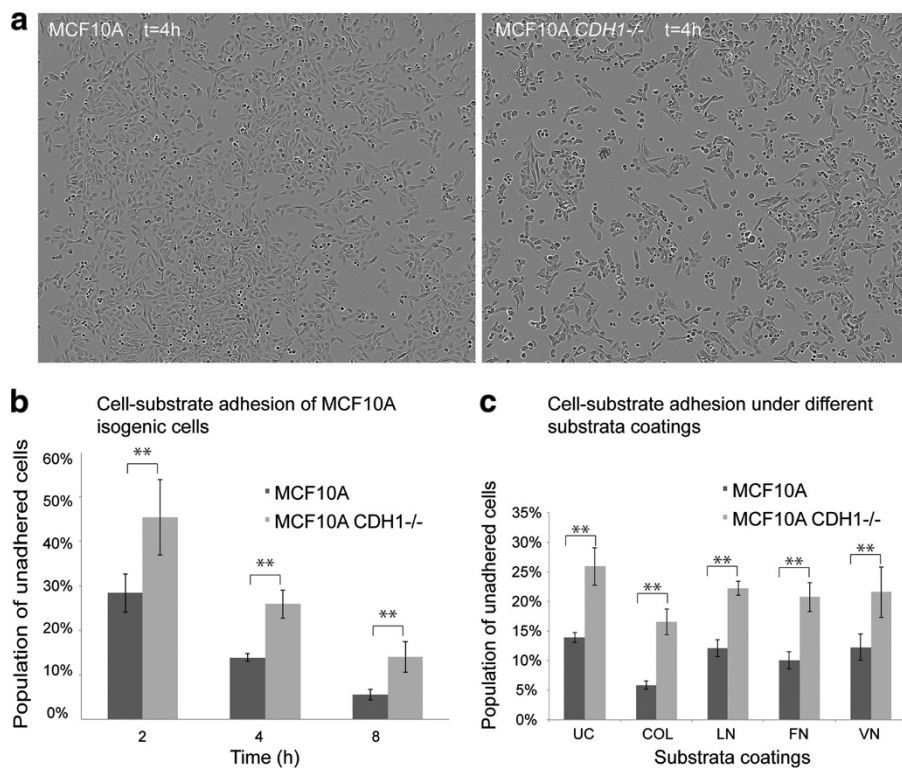 a
MCF10A t=4h
MCF10A CDH1-/- t=4h
b
Cell-substrate adhesion of MCF10A
isogenic cells
Population of unadhered cells
60%
50%
40%
30%
20%
10%
0%
**
**
**
MCF10A
MCF10A CDH1-/-
2
4
8
Time (h)
c
Cell-substrate adhesion under different
substrata coatings
Population of unadhered cells
35%
30%
25%
20%
15%
10%
5%
0%
MCF10A
MCF10A CDH1-/-
**
**
**
**
**
UC
COL
LN
FN
VN
Substrata coatings